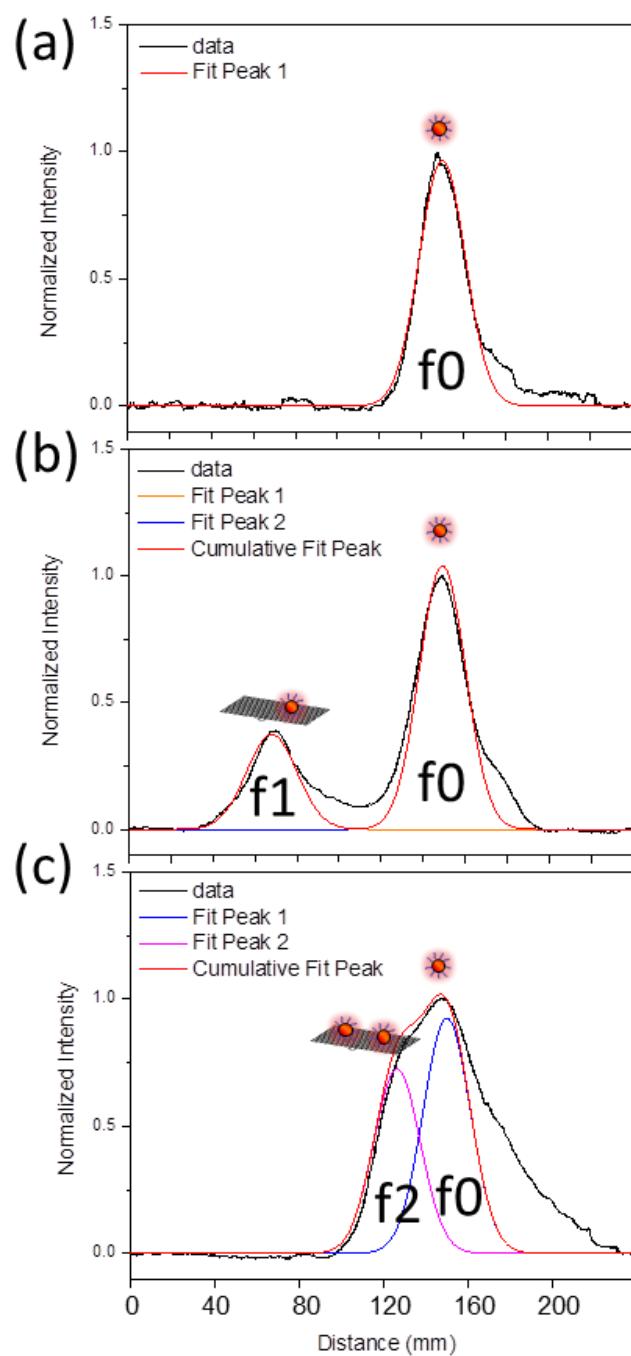 (a)
1.5
data
Fit Peak 1
1.0
Normalized Intensity
0.5
f0
0.0
(b)
1.5
data
Fit Peak 1
Fit Peak 2
Cumulative Fit Peak
1.0
Normalized Intensity
0.5
f1
f0
0.0
(c)
1.5
data
Fit Peak 1
Fit Peak 2
Cumulative Fit Peak
1.0
Normalized Intensity
0.5
f2
f0
0.0
0 40 80 120 160 200
Distance (mm)